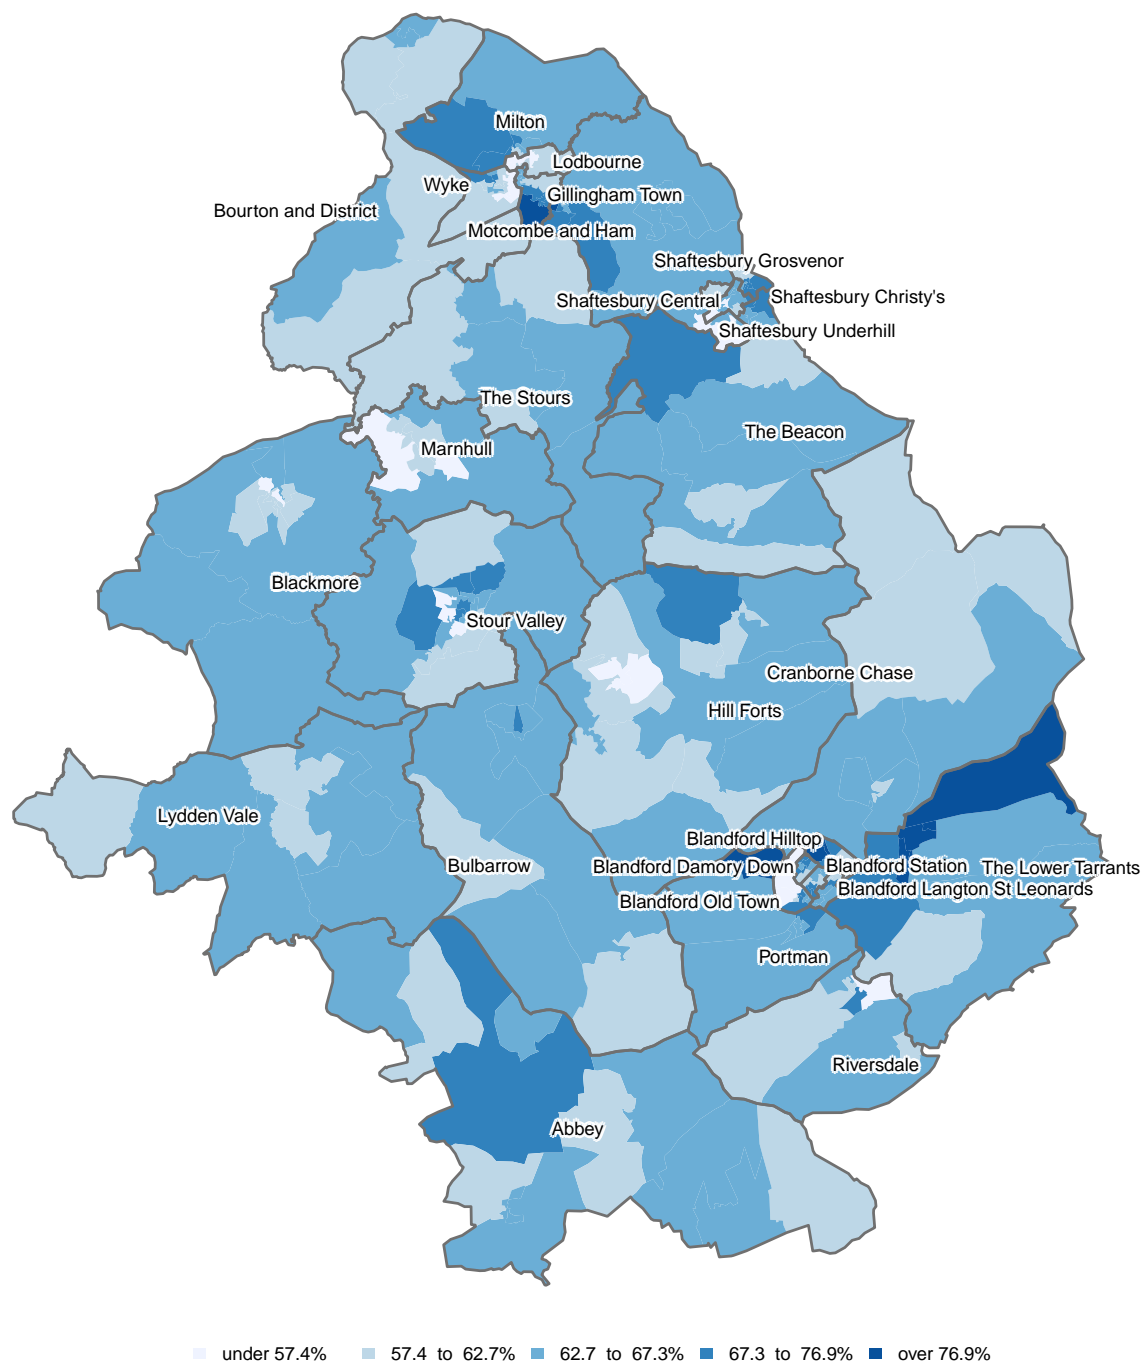 Milton
Lodbourne
Wyke
Gillingham Town
Bourton and District
Motcombe and Ham
Shaftesbury Grosvenor
Shaftesbury Central
Shaftesbury Christy's
Shaftesbury Underhill
The Stours
The Beacon
Marnhull
Blackmore
Stour Valley
Cranborne Chase
Hill Forts
Lydden Vale
Blandford Hilltop
Bulbarrow
Blandford Damory Down
Blandford Station
The Lower Tarrants
Blandford Langton St Leonards
Blandford Old Town
Portman
Riversdale
Abbey
under 57.4%
57.4 to 62.7%
62.7 to 67.3%
67.3 to 76.9%
over 76.9%